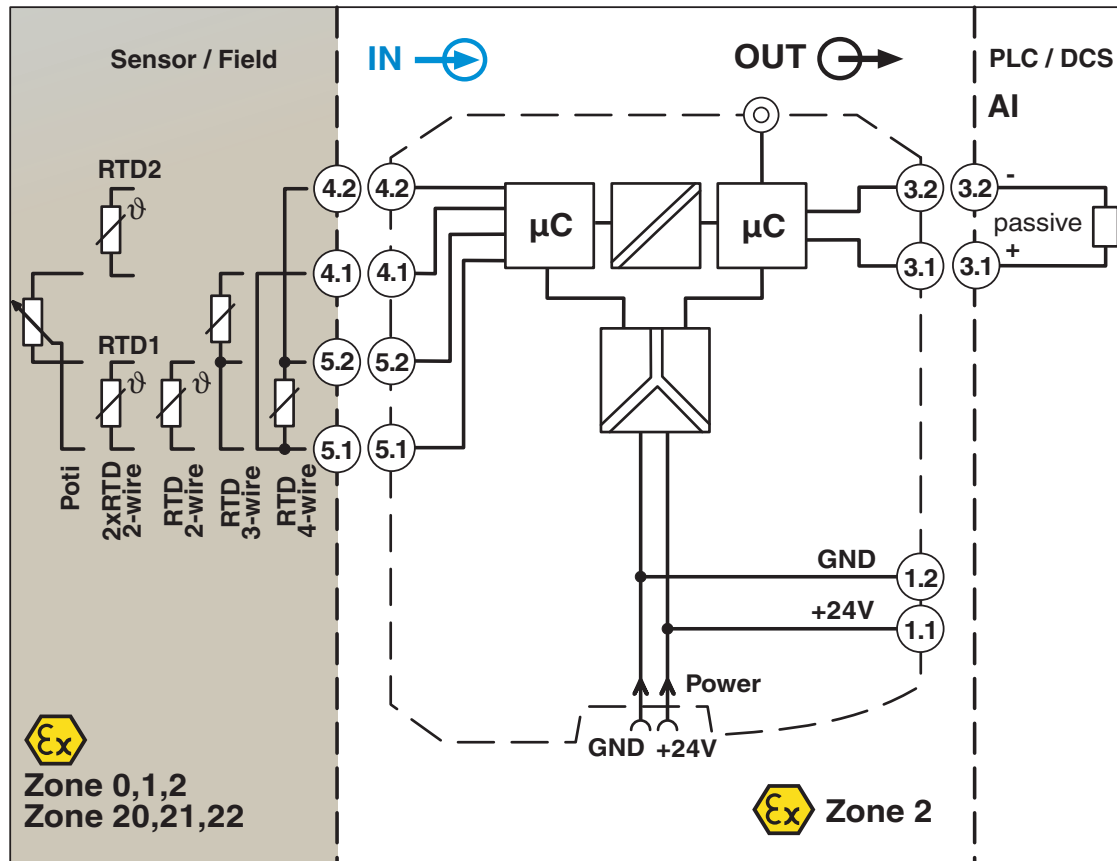 Sensor / Field
IN
OUT
PLC / DCS
AI
RTD2
ϑ
4.2
4.2
µC
µC
3.2
3.2
-
passive
+
4.1
4.1
3.1
3.1
RTD1
ϑ
ϑ
5.2
5.2
5.1
5.1
Poti
2xRTD
2-wire
RTD
2-wire
RTD
3-wire
RTD
4-wire
GND
1.2
+24V
1.1
Power
GND +24V
Ex
Zone 0,1,2
Zone 20,21,22
Ex
Zone 2